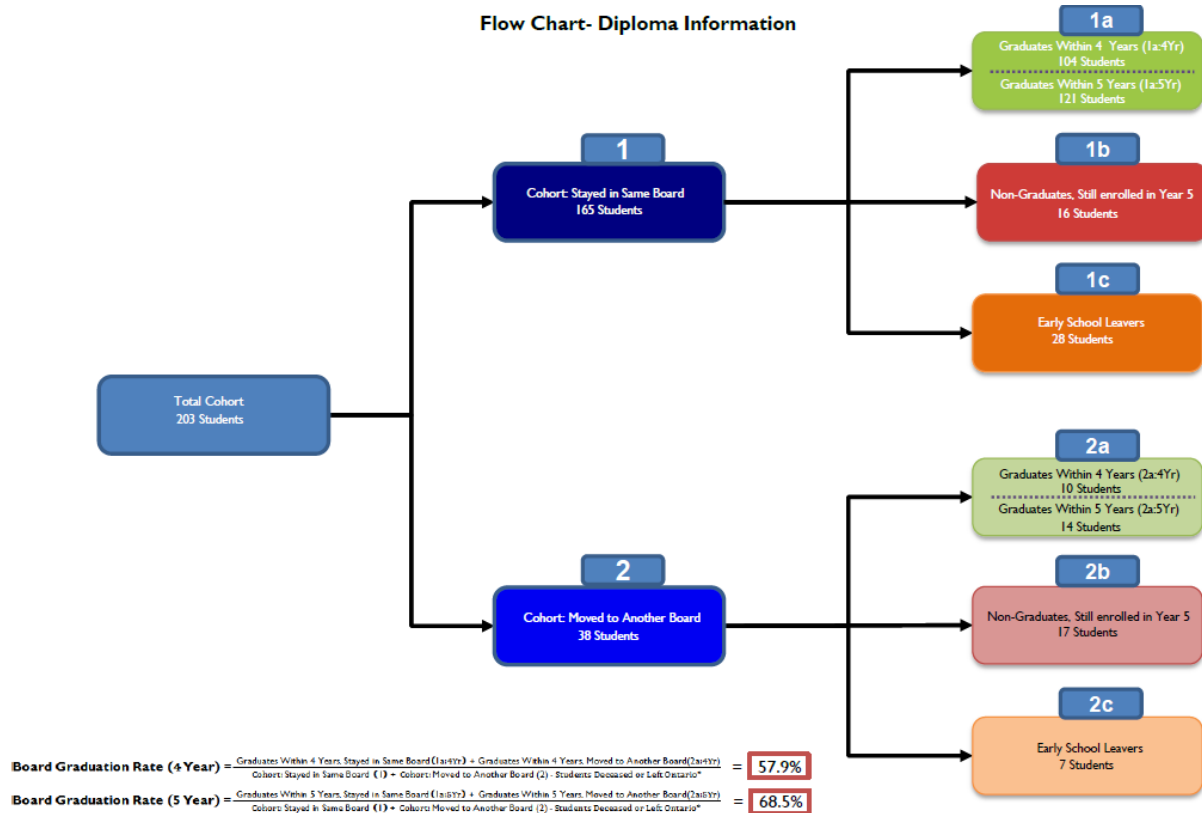 Flow Chart- Diploma Information
1a
Graduates Within 4 Years (1a:4Yr)
104 Students
Graduates Within 5 Years (1a:5Yr)
121 Students
1
Cohort: Stayed in Same Board
165 Students
1b
Non-Graduates, Still enrolled in Year 5
16 Students
1c
Early School Leavers
28 Students
Total Cohort
203 Students
2a
Graduates Within 4 Years (2a:4Yr)
10 Students
Graduates Within 5 Years (2a:5Yr)
14 Students
2
Cohort: Moved to Another Board
38 Students
2b
Non-Graduates, Still enrolled in Year 5
17 Students
2c
Early School Leavers
7 Students
Board Graduation Rate (4 Year) = Graduates Within 4 Years, Stayed in Same Board (1a:4Yr) + Graduates Within 4 Years, Moved to Another Board(2a:4Yr)
Cohort: Stayed in Same Board (1) + Cohort: Moved to Another Board (2) - Students Deceased or Left Ontario* = 57.9%
Board Graduation Rate (5 Year) = Graduates Within 5 Years, Stayed in Same Board (1a:5Yr) + Graduates Within 5 Years, Moved to Another Board(2a:5Yr)
Cohort: Stayed in Same Board (1) + Cohort: Moved to Another Board (2) - Students Deceased or Left Ontario* = 68.5%